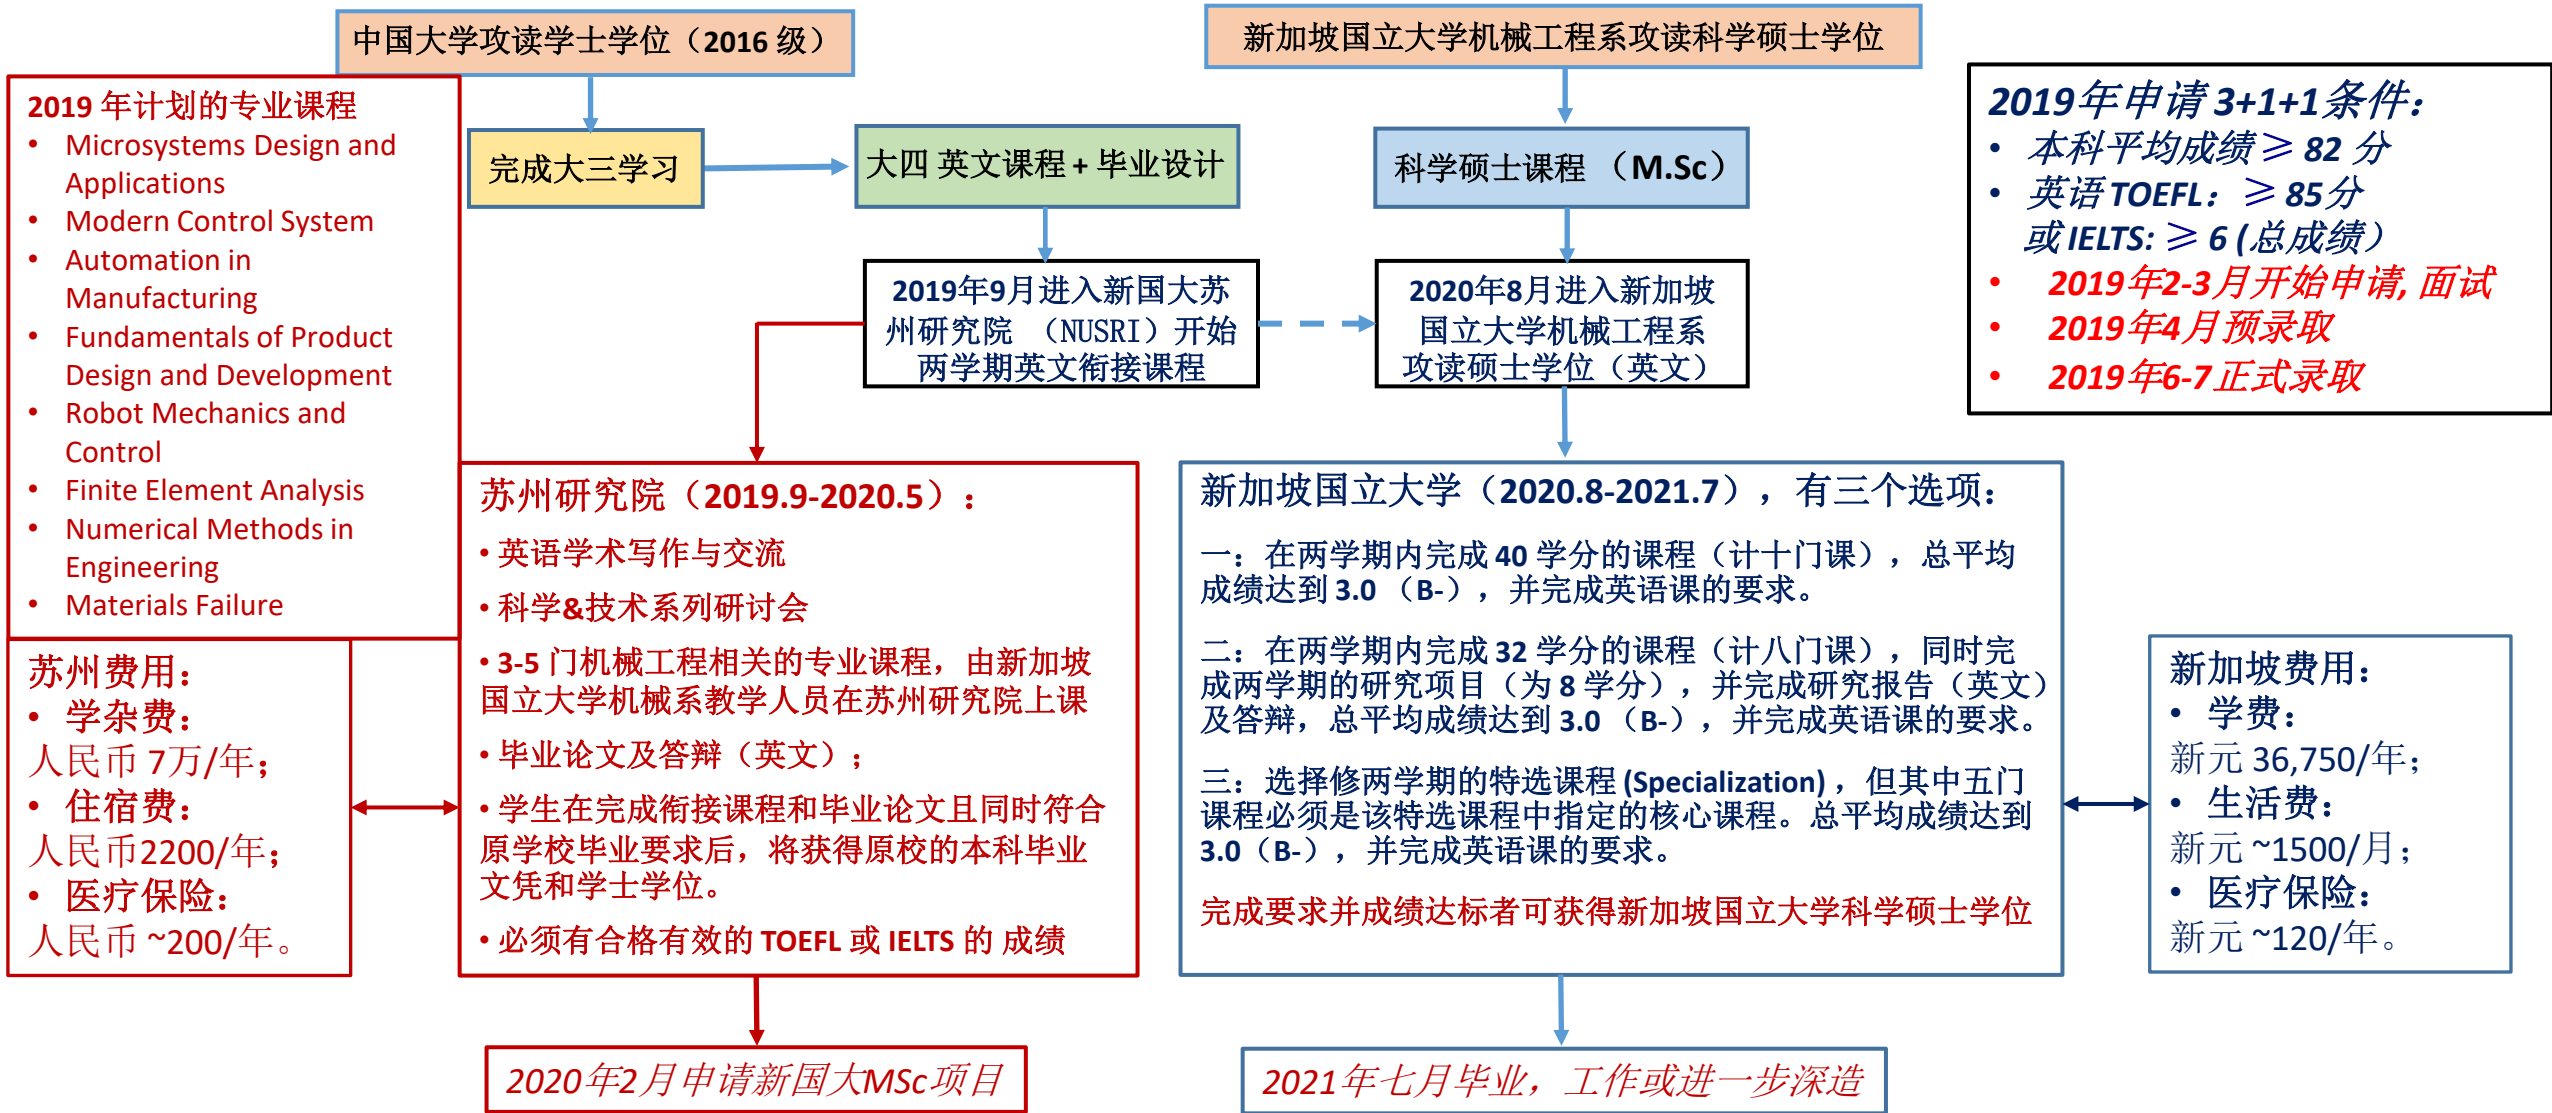 中国大学攻读学士学位（2016 级）
新加坡国立大学机械工程系攻读科学硕士学位
2019 年计划的专业课程
• Microsystems Design and
Applications
• Modern Control System
• Automation in
Manufacturing
• Fundamentals of Product
Design and Development
• Robot Mechanics and
Control
• Finite Element Analysis
• Numerical Methods in
Engineering
• Materials Failure
完成大三学习
大四 英文课程 + 毕业设计
科学硕士课程 （M.Sc）
2019年申请 3+1+1条件：
• 本科平均成绩 ≥ 82 分
• 英语 TOEFL： ≥ 85分
或 IELTS: ≥ 6 (总成绩）
• 2019年2-3月开始申请, 面试
• 2019年4月预录取
• 2019年6-7正式录取
2019年9月进入新国大苏
州研究院 （NUSRI）开始
两学期英文衔接课程
2020年8月进入新加坡
国立大学机械工程系
攻读硕士学位（英文）
苏州研究院（2019.9-2020.5）：
• 英语学术写作与交流
• 科学&技术系列研讨会
• 3-5 门机械工程相关的专业课程，由新加坡
国立大学机械系教学人员在苏州研究院上课
• 毕业论文及答辩（英文）；
• 学生在完成衔接课程和毕业论文且同时符合
原学校毕业要求后，将获得原校的本科毕业
文凭和学士学位。
• 必须有合格有效的 TOEFL 或 IELTS 的 成绩
新加坡国立大学（2020.8-2021.7），有三个选项：
一：在两学期内完成 40 学分的课程（计十门课），总平均
成绩达到 3.0 （B-），并完成英语课的要求。
二：在两学期内完成 32 学分的课程（计八门课），同时完
成两学期的研究项目（为 8 学分），并完成研究报告（英文）
及答辩，总平均成绩达到 3.0 （B-），并完成英语课的要求。
三：选择修两学期的特选课程 (Specialization)，但其中五门
课程必须是该特选课程中指定的核心课程。总平均成绩达到
3.0（B-），并完成英语课的要求。
完成要求并成绩达标者可获得新加坡国立大学科学硕士学位
苏州费用：
• 学杂费：
人民币 7万/年；
• 住宿费：
人民币2200/年；
• 医疗保险：
人民币 ~200/年。
新加坡费用：
• 学费：
新元 36,750/年；
• 生活费：
新元 ~1500/月；
• 医疗保险：
新元 ~120/年。
2020年2月申请新国大MSc项目
2021年七月毕业，工作或进一步深造